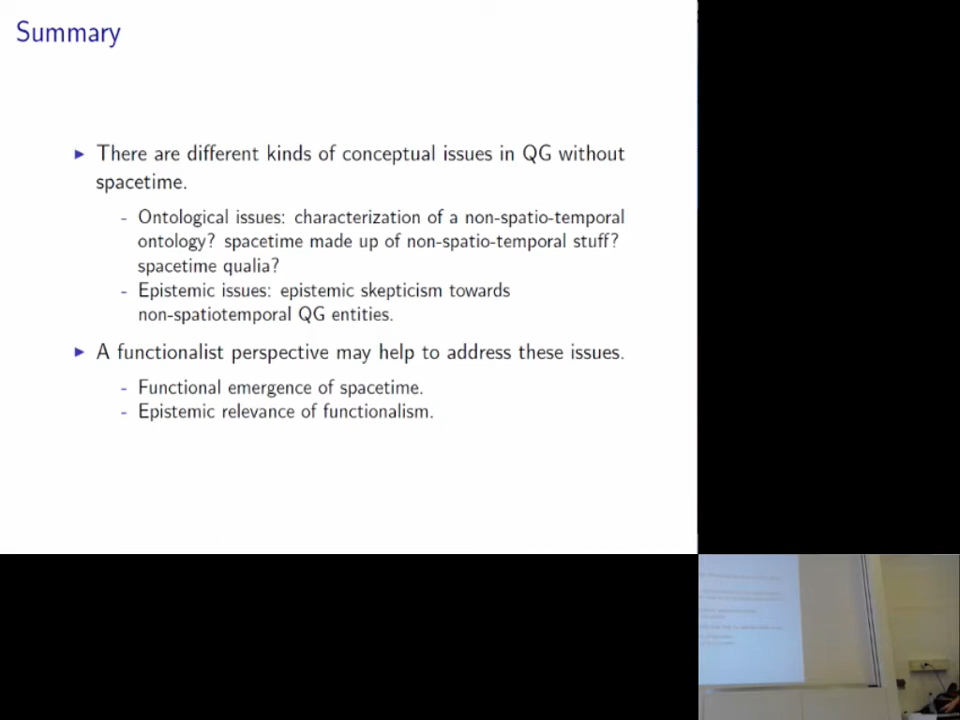 Summary
▶ There are different kinds of conceptual issues in QG without
spacetime.
- Ontological issues: characterization of a non-spatio-temporal
ontology? spacetime made up of non-spatio-temporal stuff?
spacetime qualia?
- Epistemic issues: epistemic skepticism towards
non-spatiotemporal QG entities.
▶ A functionalist perspective may help to address these issues.
- Functional emergence of spacetime.
- Epistemic relevance of functionalism.